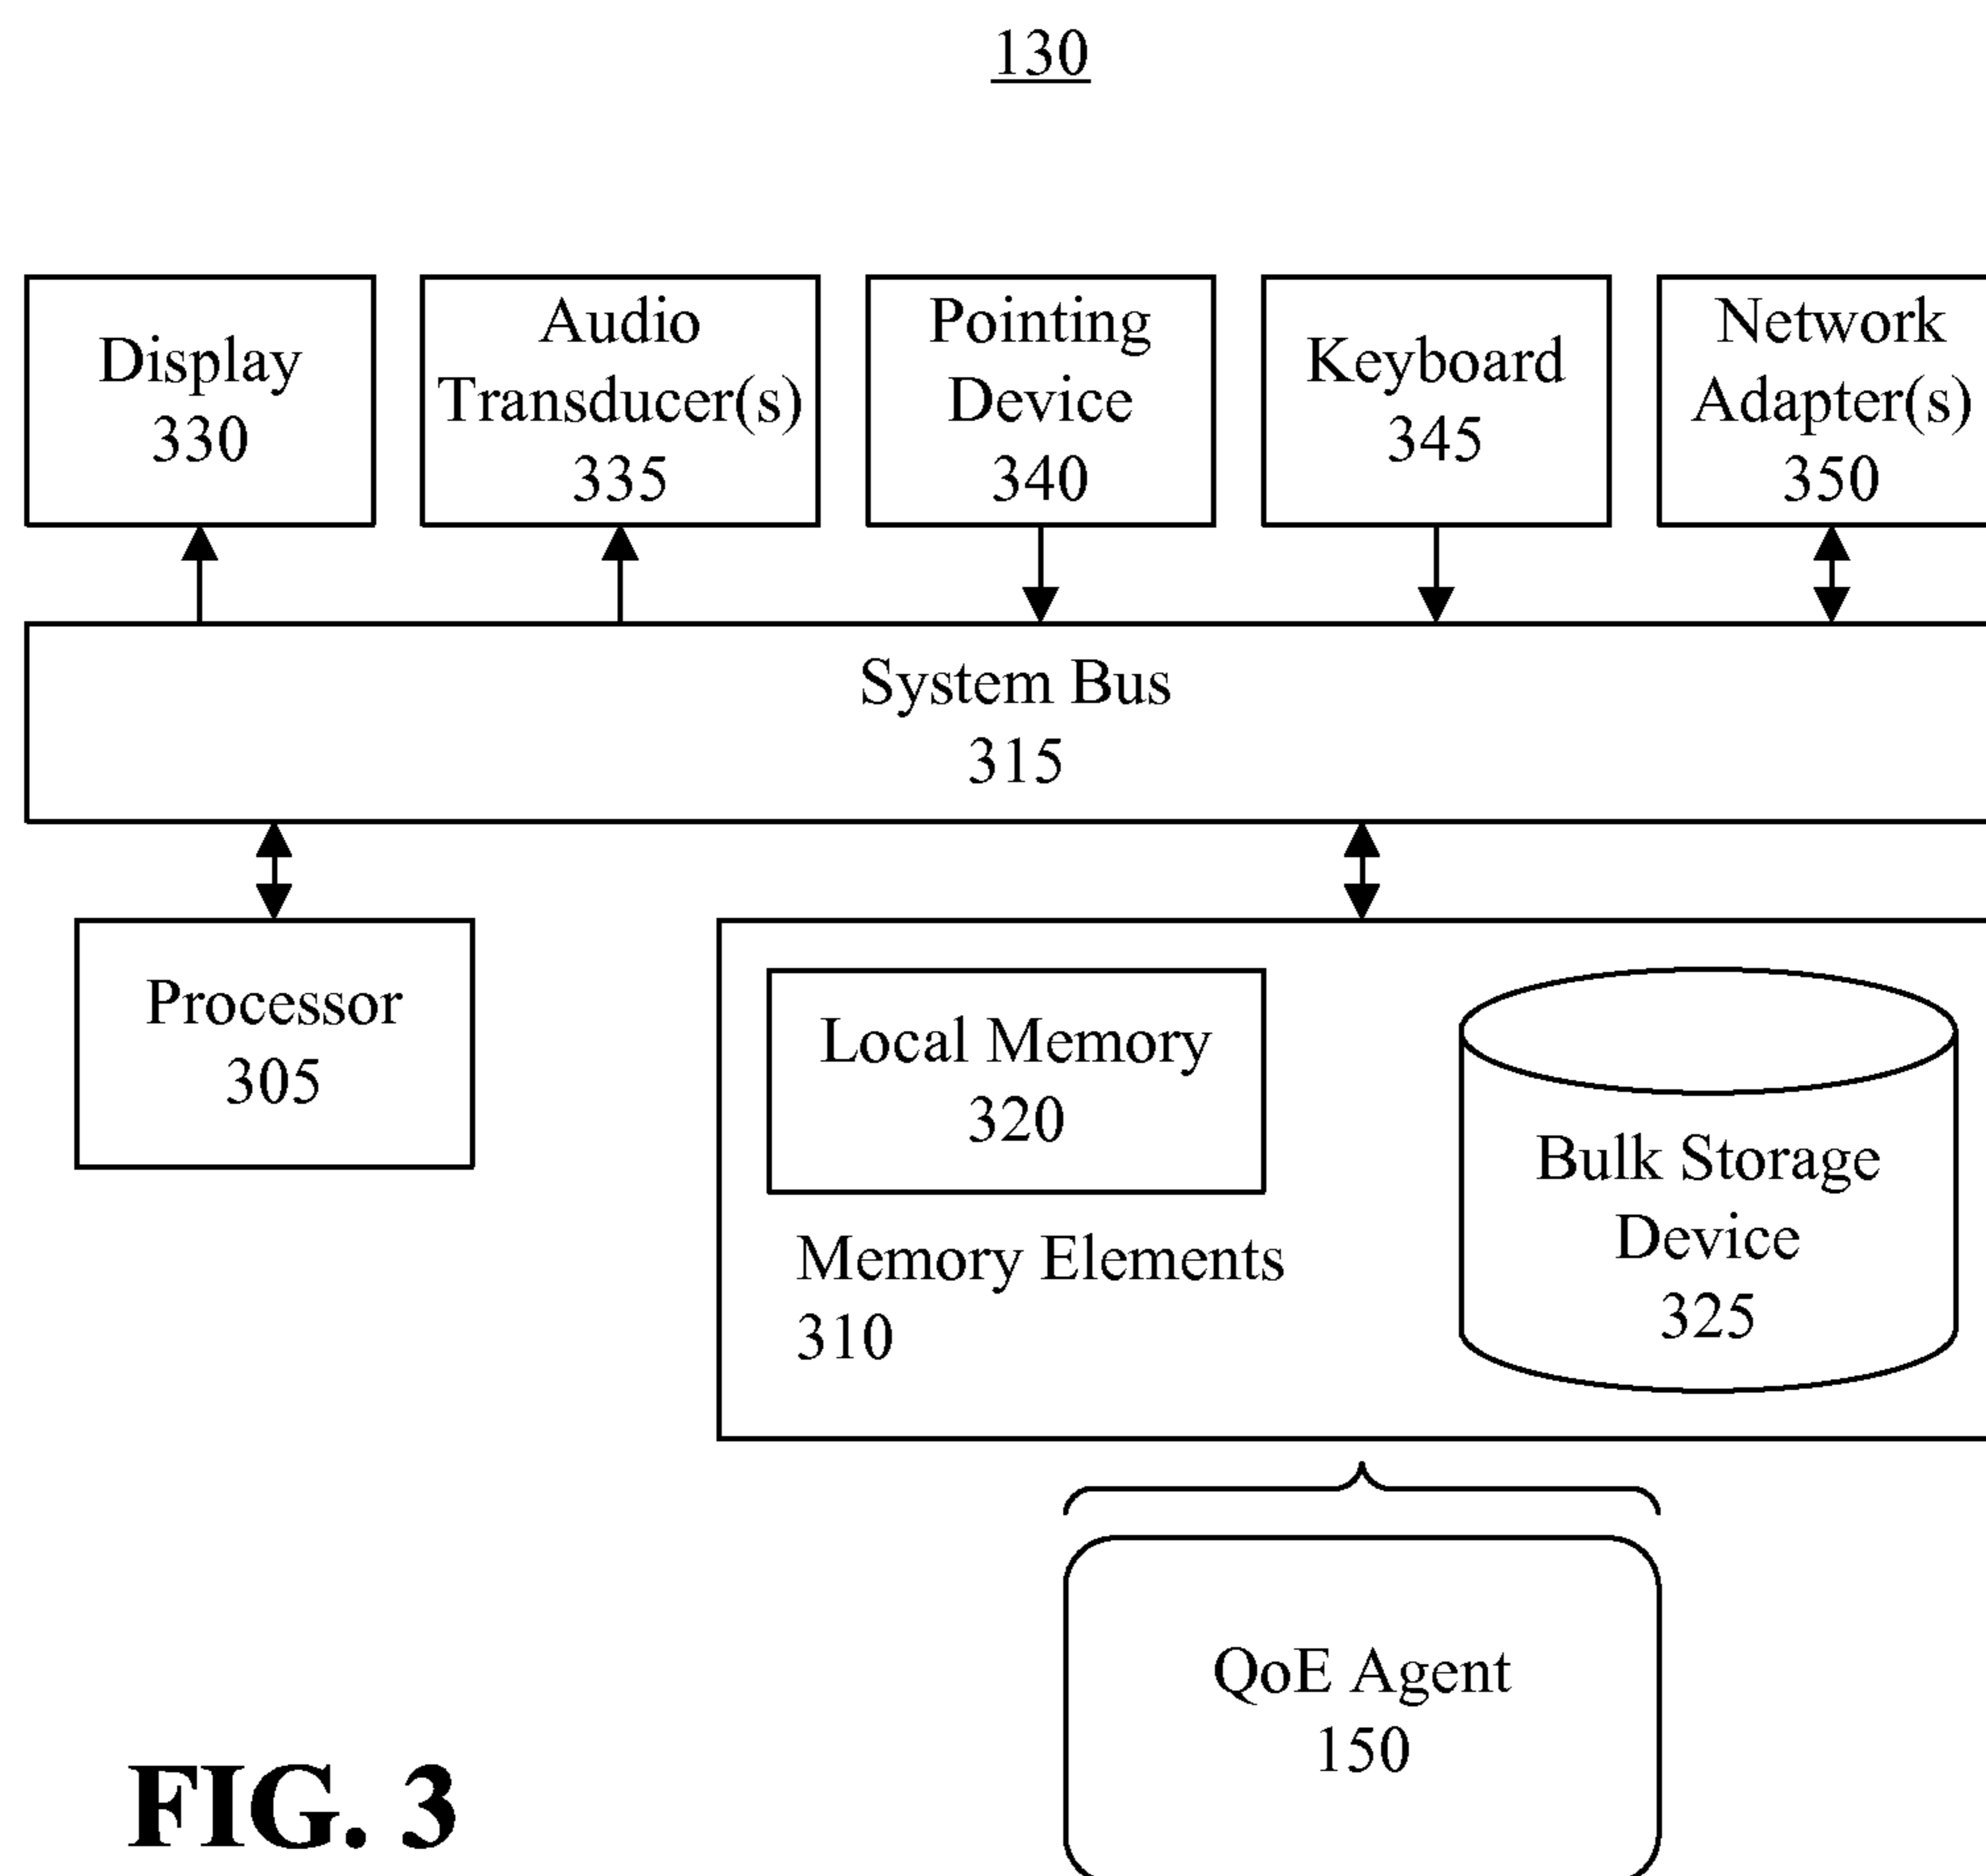 130
Display
330
Audio
Transducer(s)
335
Pointing
Device
340
Keyboard
345
Network
Adapter(s)
350
System Bus
315
Processor
305
Local Memory
320
Memory Elements
310
Bulk Storage
Device
325
QoE Agent
150
FIG. 3